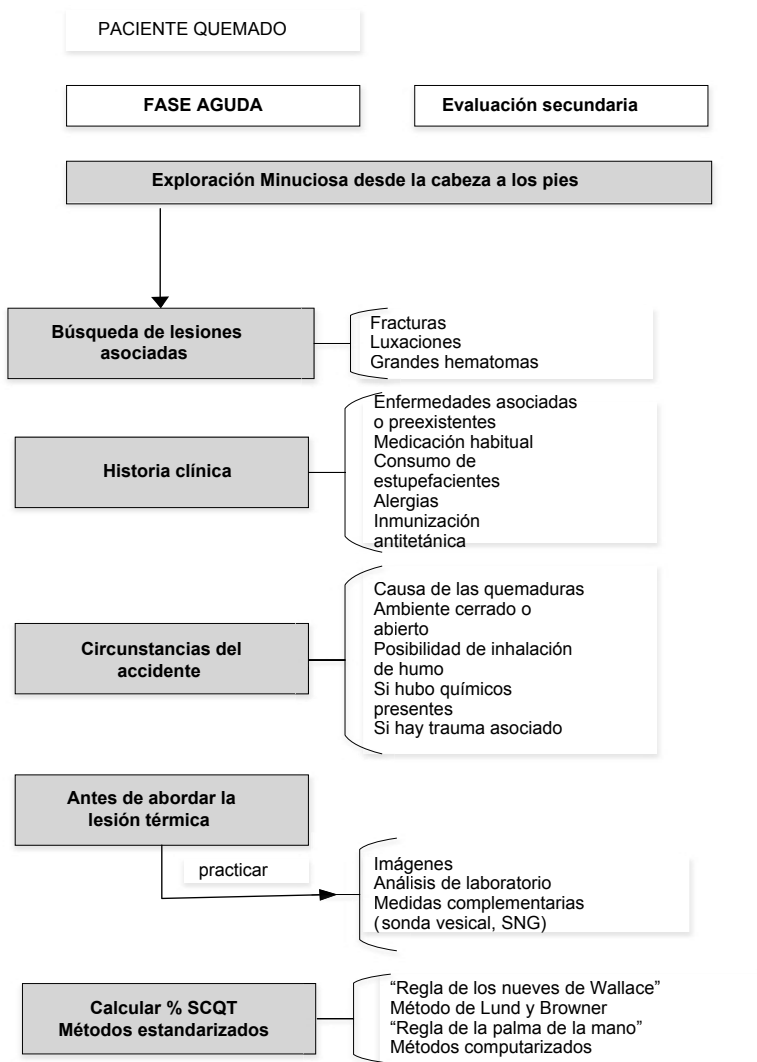 PACIENTE QUEMADO
FASE AGUDA
Evaluación secundaria
Exploración Minuciosa desde la cabeza a los pies
Búsqueda de lesiones
asociadas
Fracturas
Luxaciones
Grandes hematomas
Historia clínica
Enfermedades asociadas
o preexistentes
Medicación habitual
Consumo de
estupefacientes
Alergias
Inmunización
antitetánica
Circunstancias del
accidente
Causa de las quemaduras
Ambiente cerrado o
abierto
Posibilidad de inhalación
de humo
Si hubo químicos
presentes
Si hay trauma asociado
Antes de abordar la
lesión térmica
practicar
Imágenes
Análisis de laboratorio
Medidas complementarias
(sonda vesical, SNG)
Calcular % SCQT
Métodos estandarizados
“Regla de los nueves de Wallace”
Método de Lund y Browner
“Regla de la palma de la mano”
Métodos computarizados